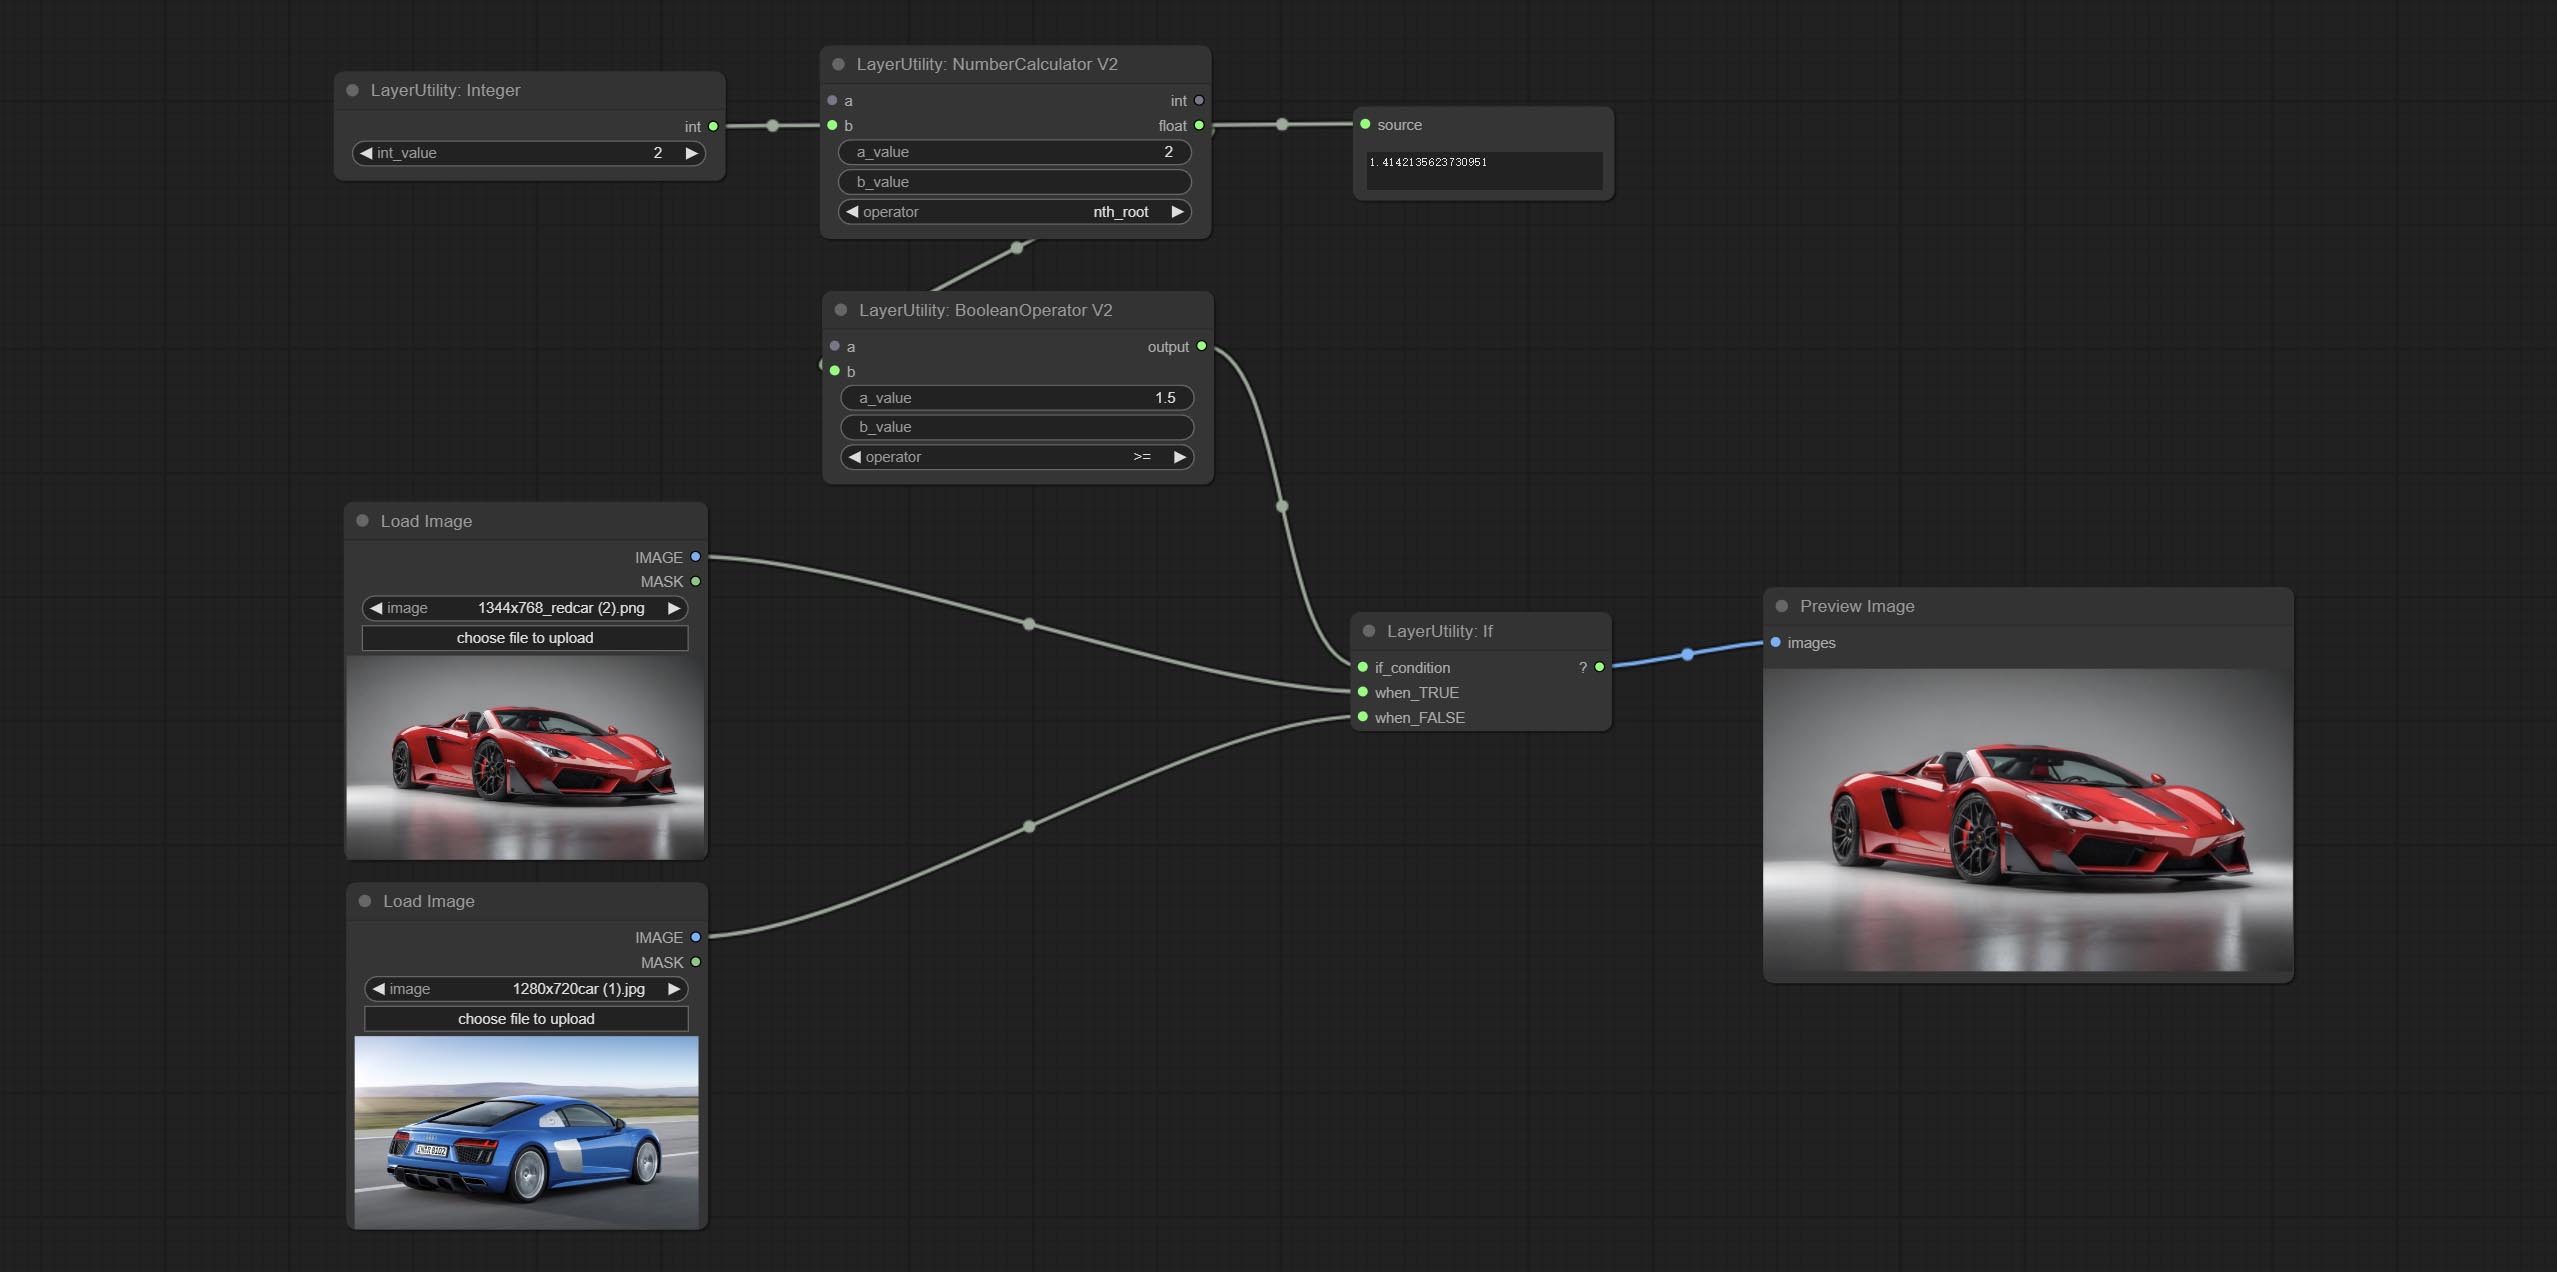 LayerUtility: Integer
int
int_value 2
LayerUtility: NumberCalculator V2
a int
b float
a_value 2
b_value
operator nth_root
source
1.4142135623730951
LayerUtility: BooleanOperator V2
a output
b
a_value 1.5
b_value
operator >=
Load Image
IMAGE
MASK
image 1344x768_redcar (2).png
choose file to upload
Load Image
IMAGE
MASK
image 1280x720car (1).jpg
choose file to upload
LayerUtility: If
if_condition ?
when_TRUE
when_FALSE
Preview Image
images